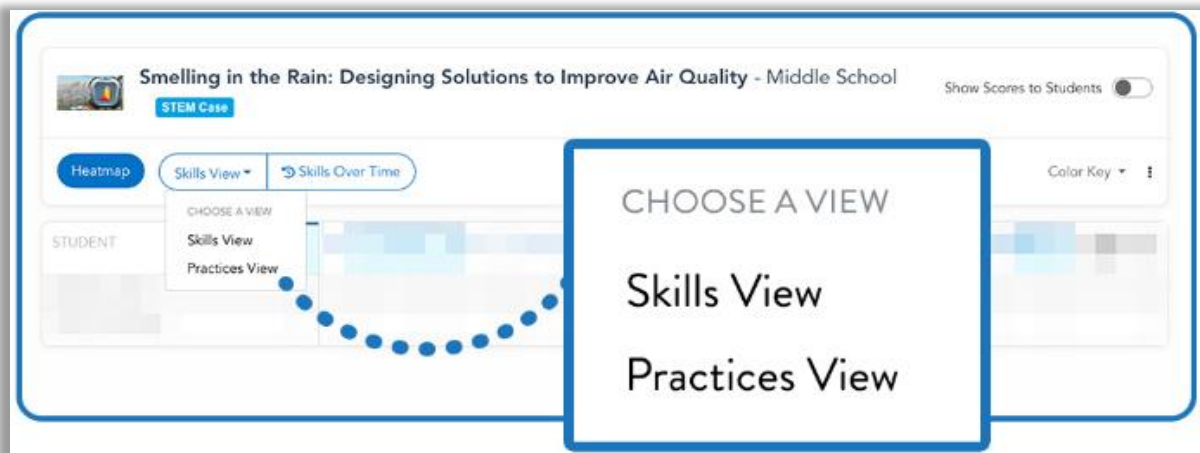 Smelling in the Rain: Designing Solutions to Improve Air Quality - Middle School
STEM Case
Show Scores to Students
Heatmap
Skills View
Skills Over Time
Color Key
CHOOSE A VIEW
Skills View
Practices View
STUDENT
CHOOSE A VIEW
Skills View
Practices View